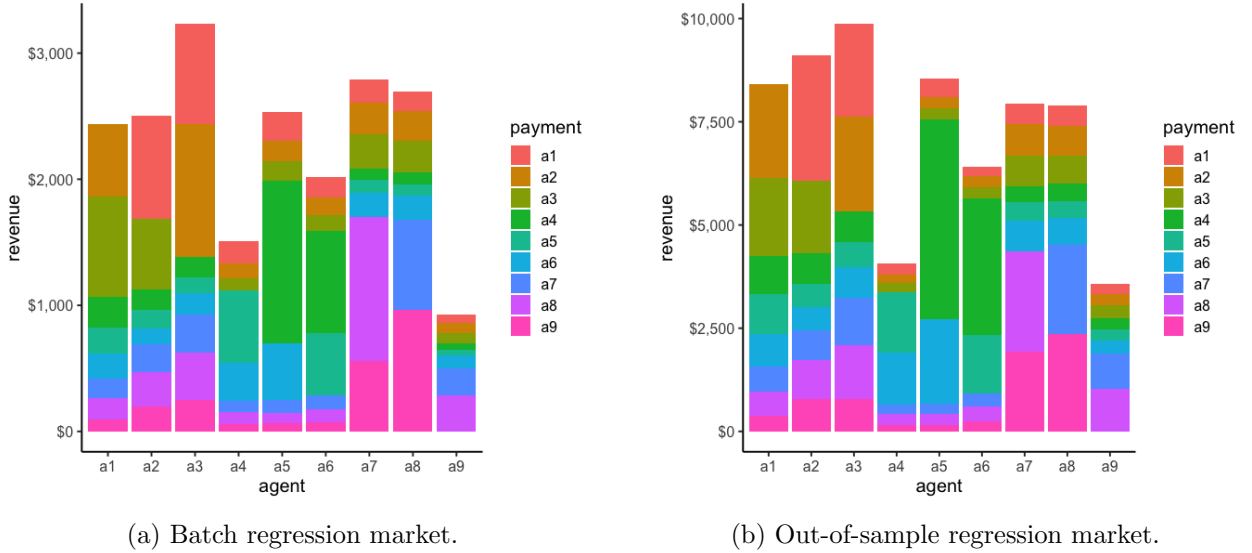 $3,000
$2,000
$1,000
$0
revenue
a1 a2 a3 a4 a5 a6 a7 a8 a9
agent
payment
a1
a2
a3
a4
a5
a6
a7
a8
a9
(a) Batch regression market.
$10,000
$7,500
$5,000
$2,500
$0
revenue
a1 a2 a3 a4 a5 a6 a7 a8 a9
agent
payment
a1
a2
a3
a4
a5
a6
a7
a8
a9
(b) Out-of-sample regression market.